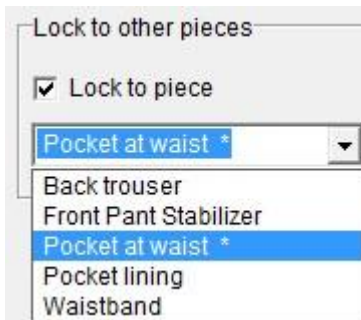 Lock to other pieces
Lock to piece
Pocket at waist *
Back trouser
Front Pant Stabilizer
Pocket at waist *
Pocket lining
Waistband